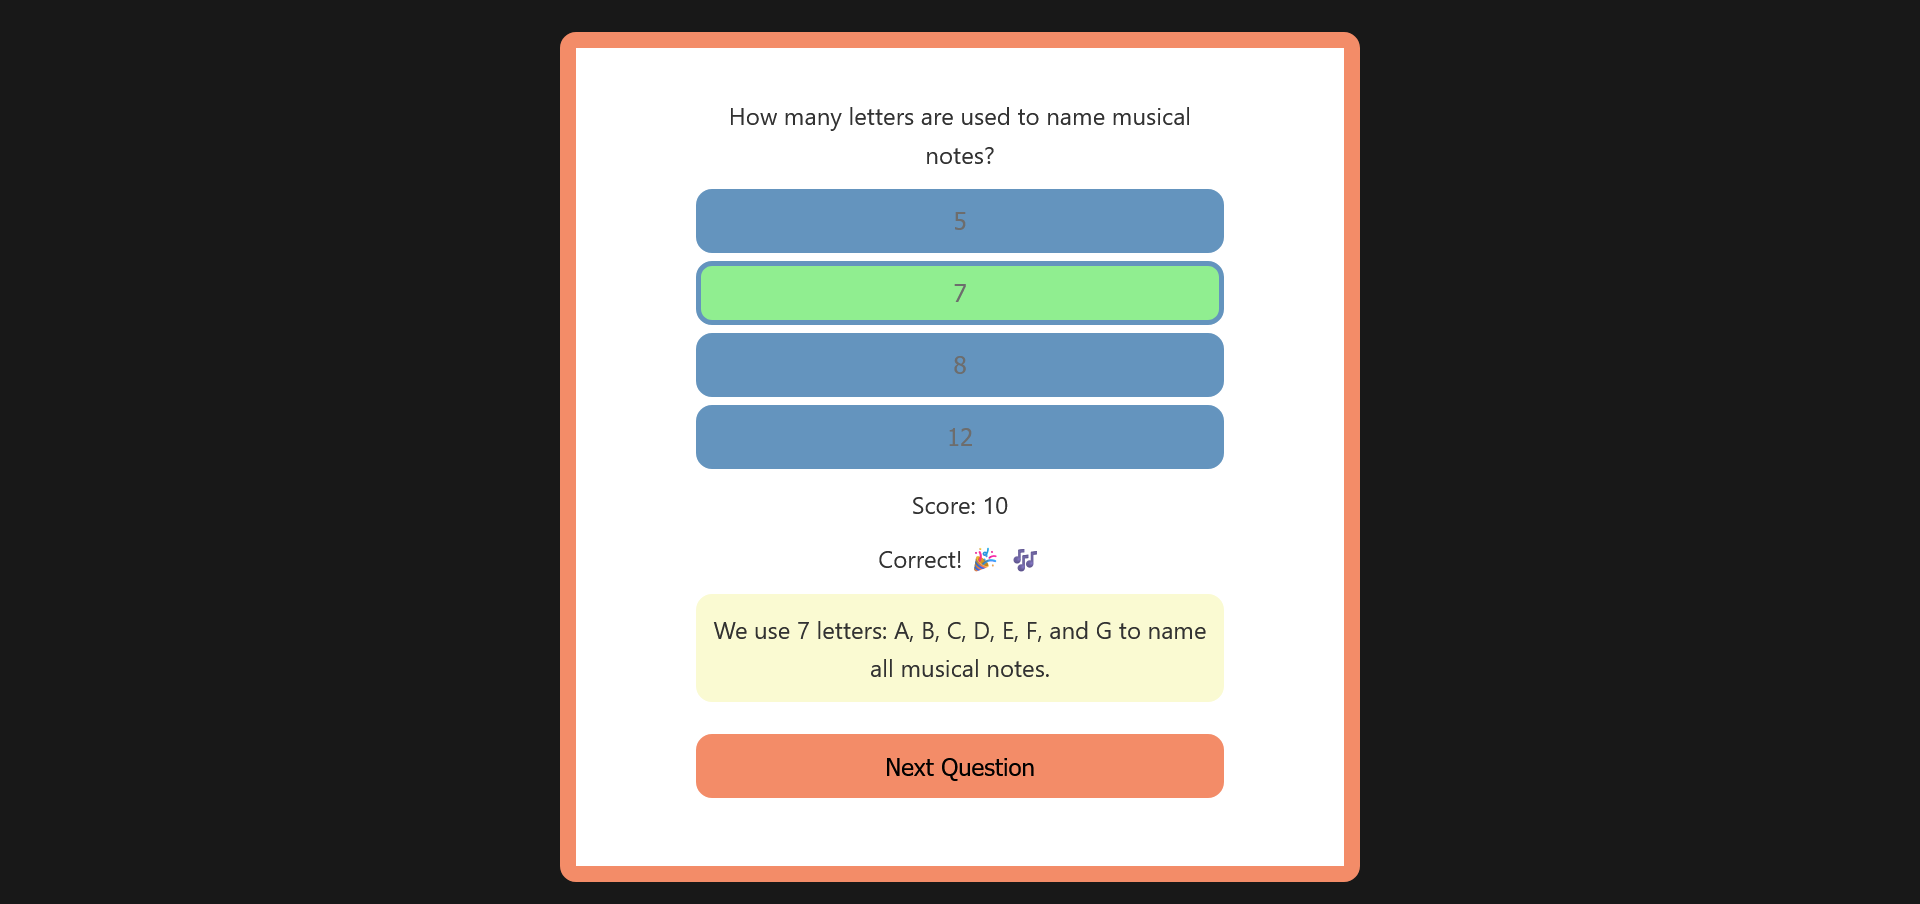 How many letters are used to name musical
notes?
5
7
8
12
Score: 10
Correct! 🎉 🎶
We use 7 letters: A, B, C, D, E, F, and G to name
all musical notes.
Next Question